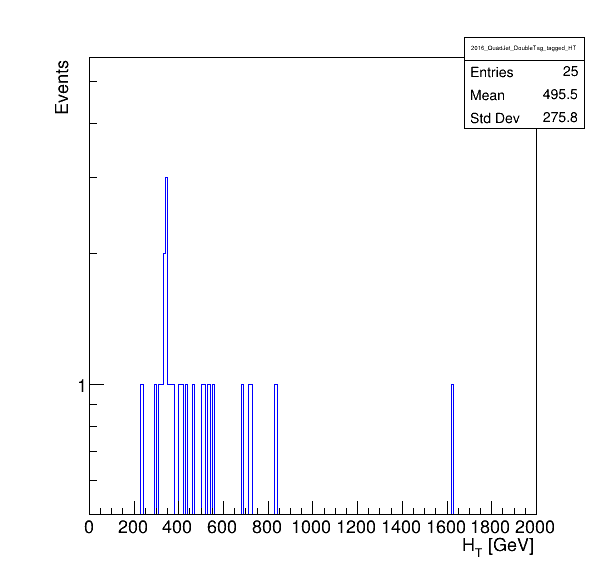 2016_QuadJet_DoubleTag_tagged_HT
Entries 25
Mean 495.5
Std Dev 275.8
Events
1
0 200 400 600 800 1000 1200 1400 1600 1800 2000
H_T [GeV]